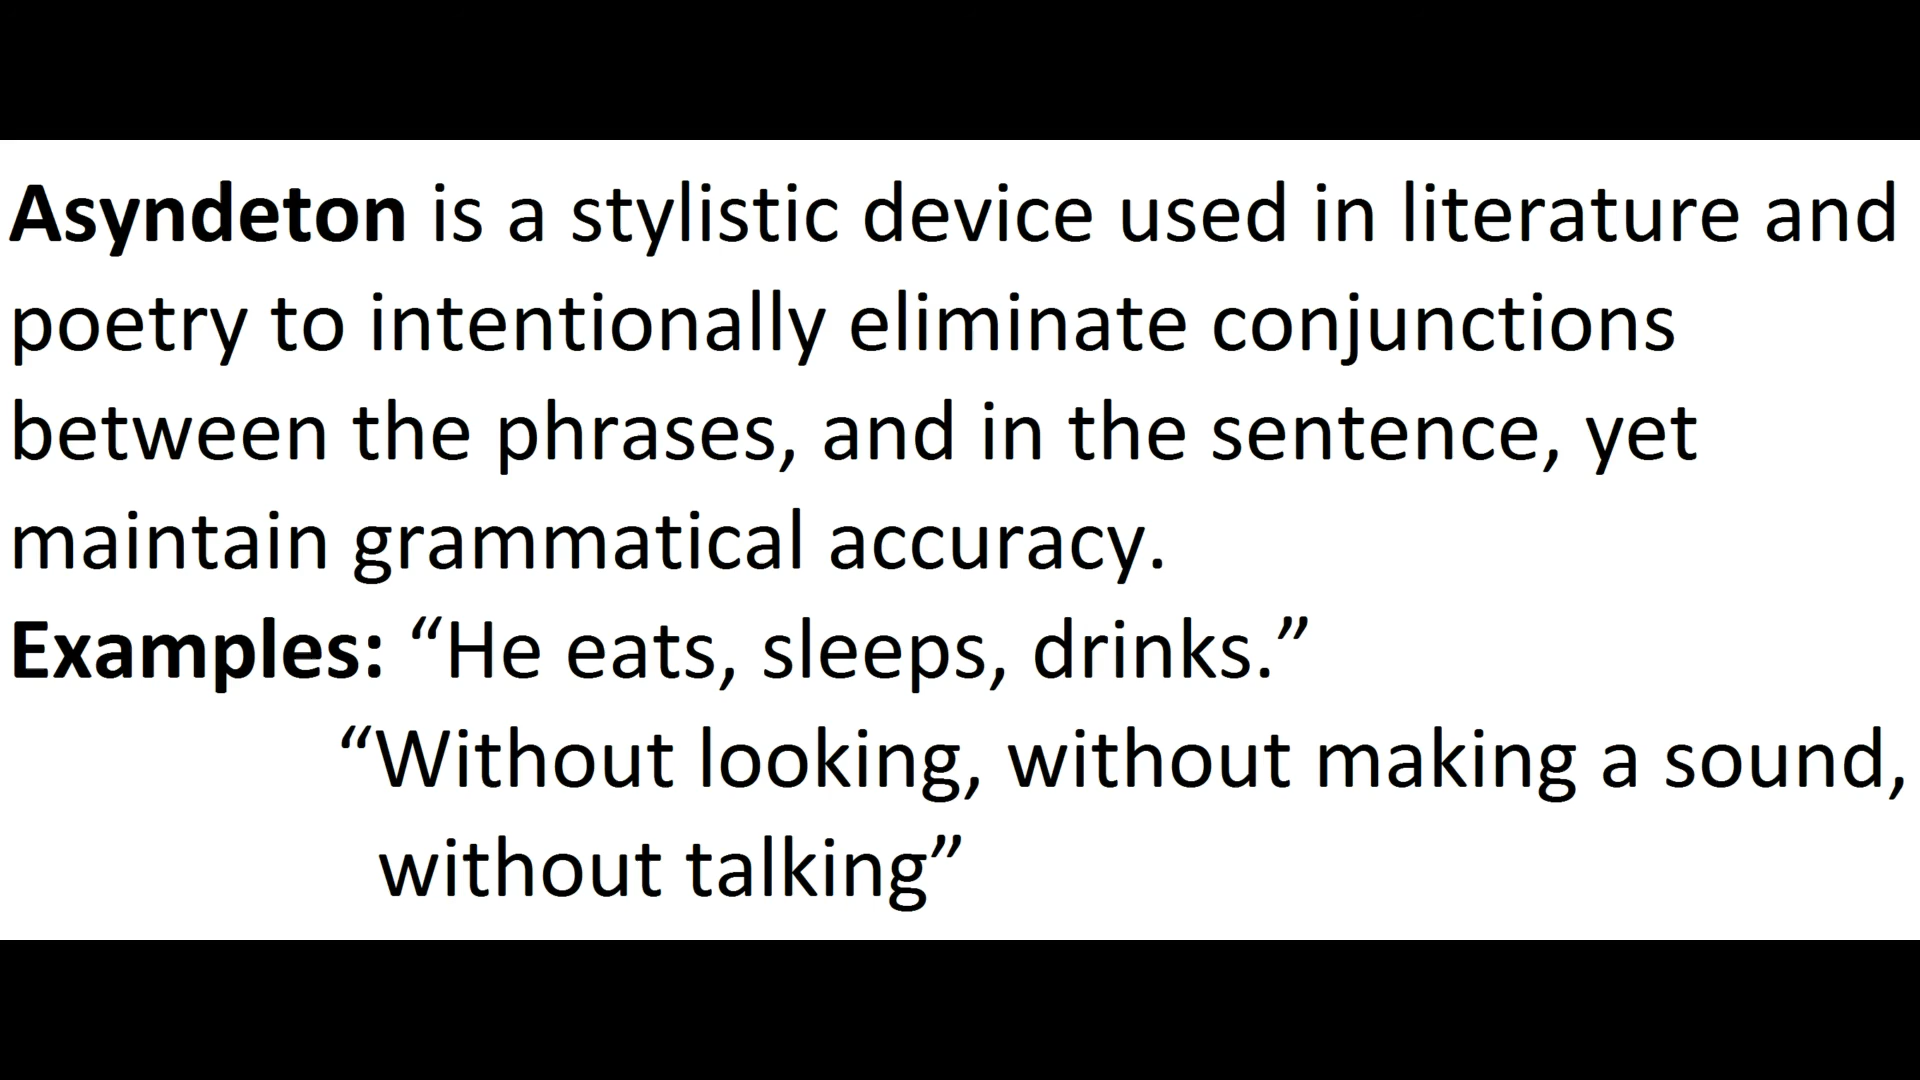 Asyndeton is a stylistic device used in literature and
poetry to intentionally eliminate conjunctions
between the phrases, and in the sentence, yet
maintain grammatical accuracy.
Examples: “He eats, sleeps, drinks.”
“Without looking, without making a sound,
without talking”